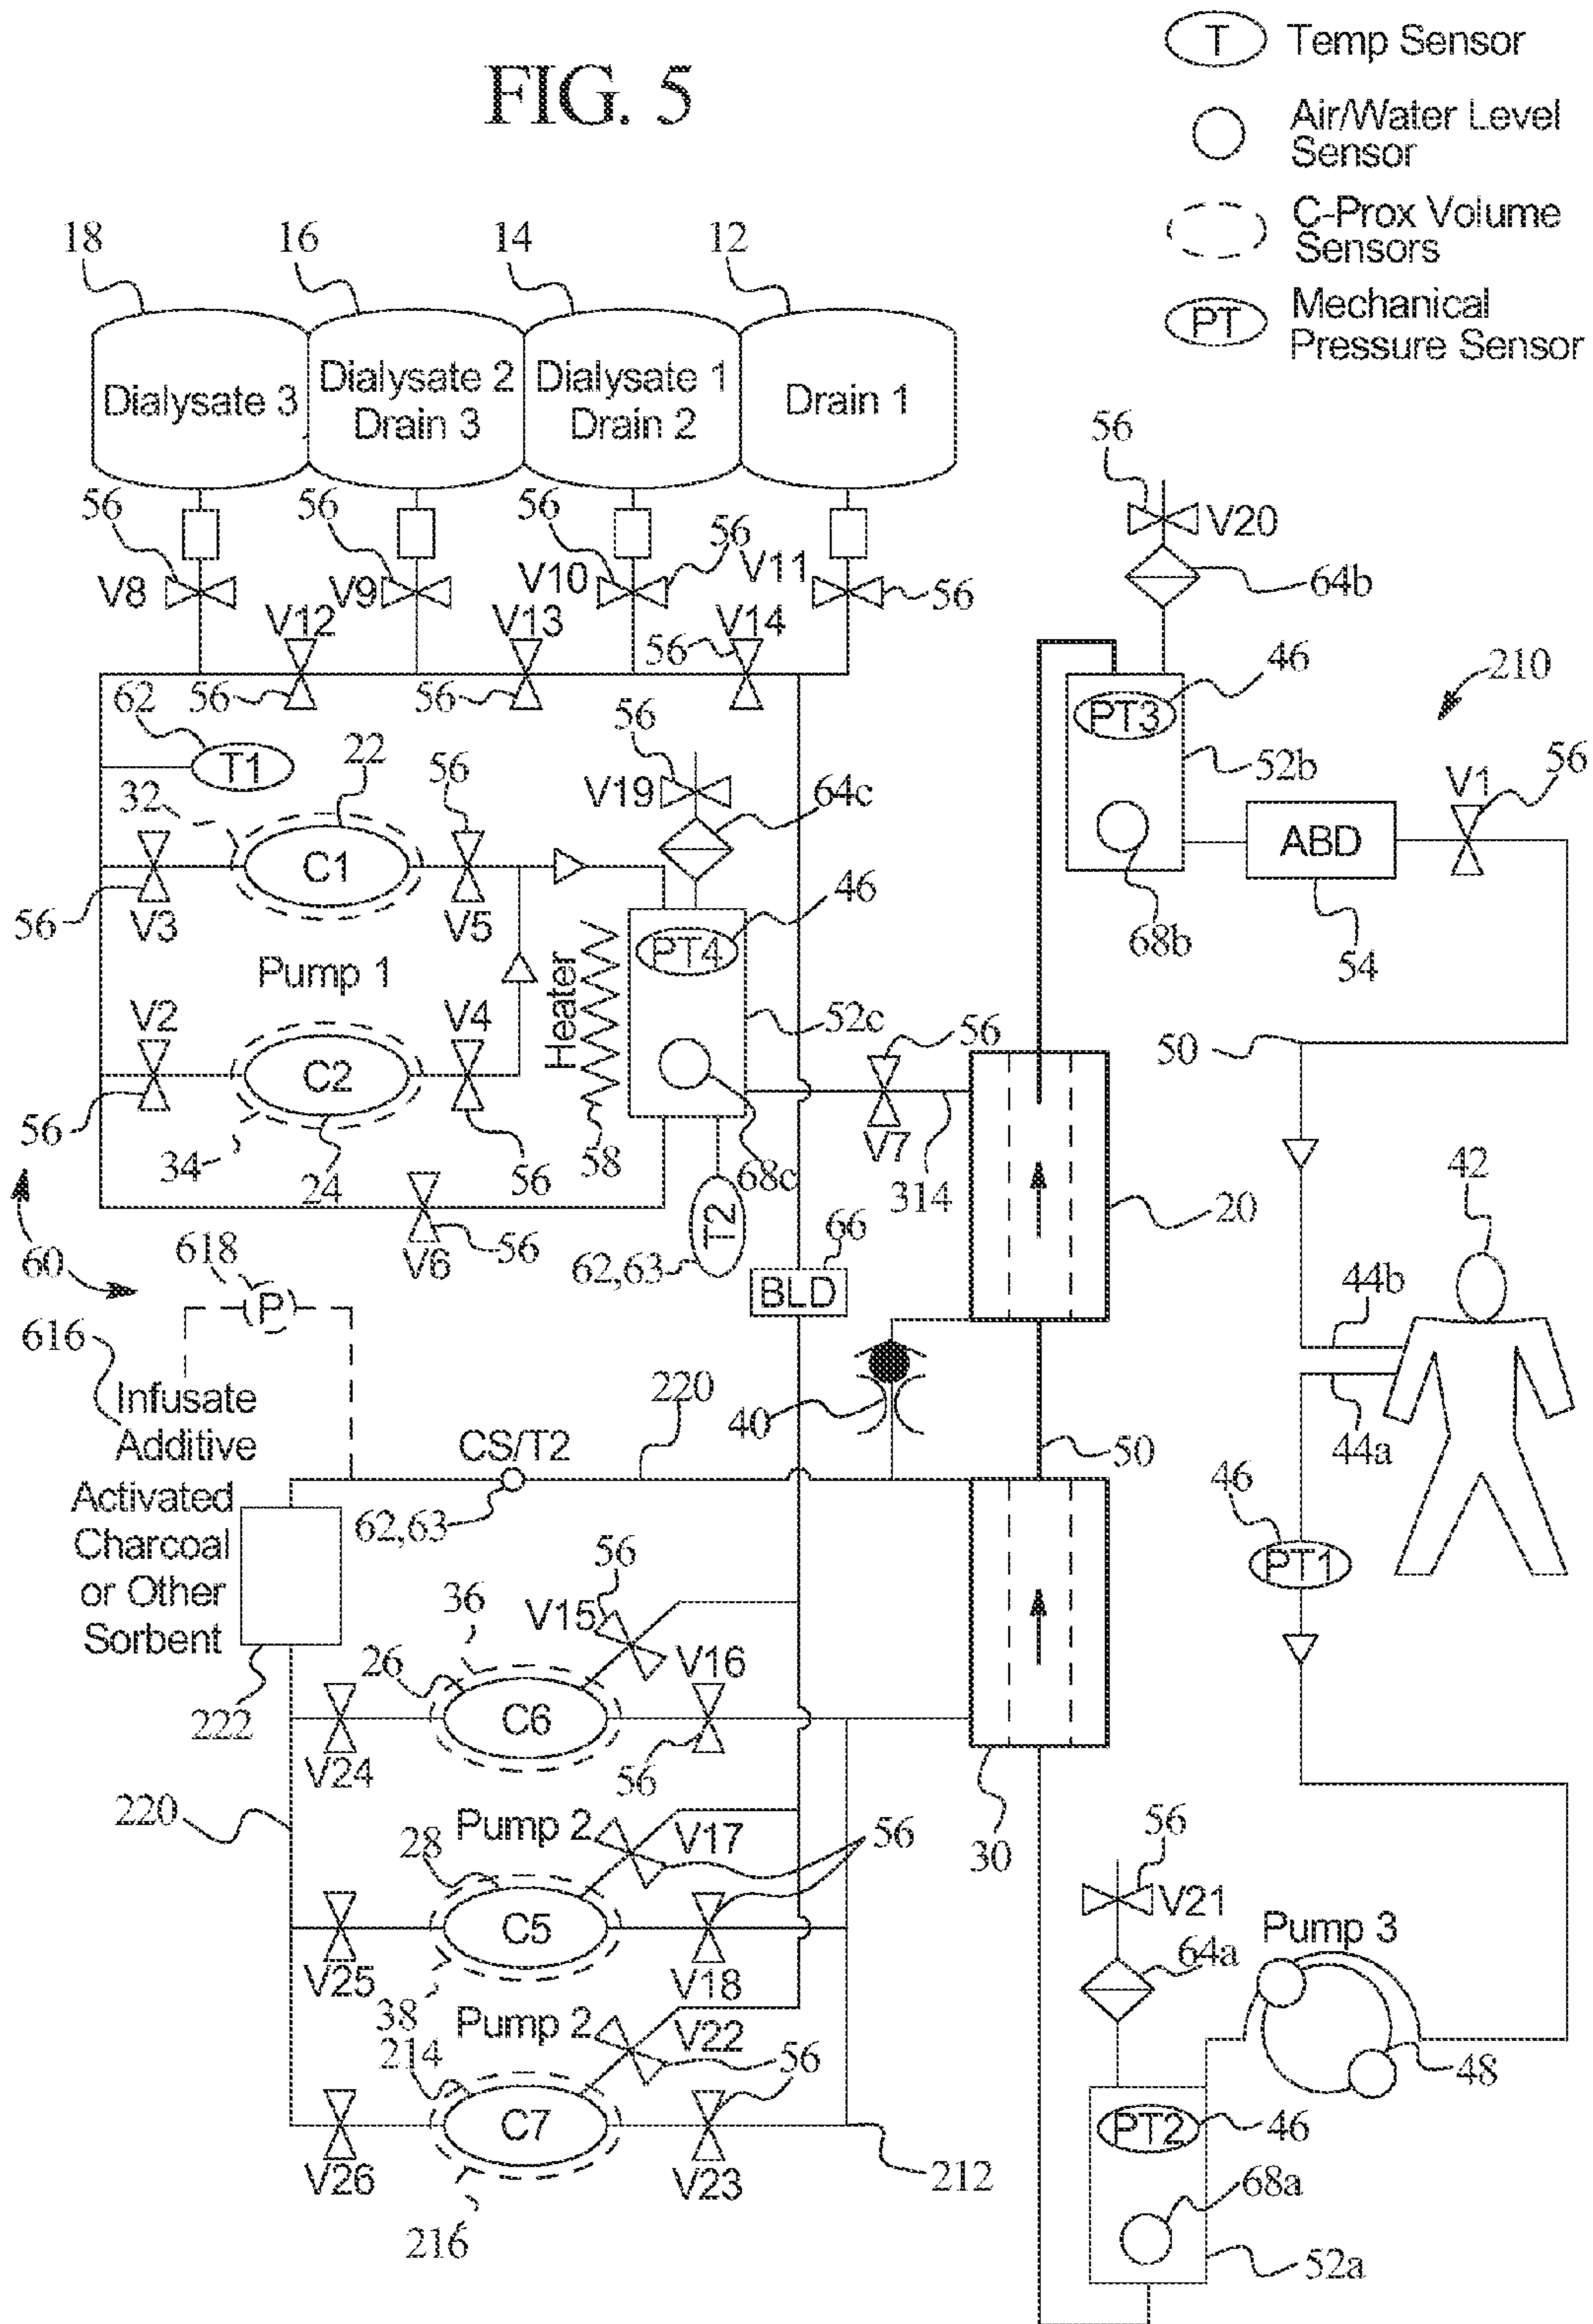 FIG. 5
T Temp Sensor
Air/Water Level
Sensor
C-Prox Volume
Sensors
PT Mechanical
Pressure Sensor
18
16
14
12
Dialysate 3
Dialysate 2
Drain 3
Dialysate 1
Drain 2
Drain 1
56
56
56
56
V8
V9
V10
V11
56
V12
V13
V14
56
56
56
56
V20
64b
46
PT3
52b
210
68b
ABD
54
V1
56
62
T1
32
22
C1
56
V3
56
V5
Pump 1
V2
V4
C2
56
34
24
56
V19
56
64c
46
PT4
Heater
58
52c
68c
T2
62,63
V6
56
60
56
V7
314
20
50
42
44b
44a
66
BLD
618
P
616
Infusate
Additive
Activated
Charcoal
or Other
Sorbent
222
CS/T2
62,63
220
40
50
46
PT1
56
V15
36
26
C6
V16
56
V24
220
Pump 2
V17
56
28
C5
V25
38
V18
Pump 2
V22
56
214
C7
V26
216
V23
212
30
56
V21
64a
Pump 3
48
PT2
46
68a
52a